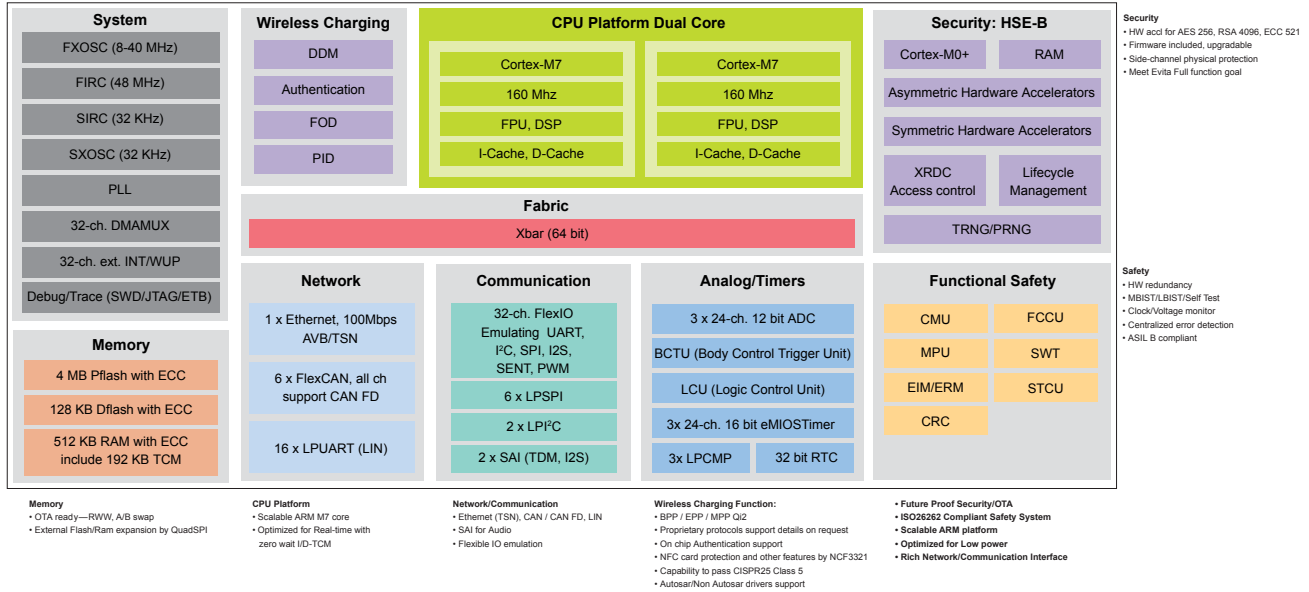 System
FXOSC (8-40 MHz)
FIRC (48 MHz)
SIRC (32 KHz)
SXOSC (32 KHz)
PLL
32-ch. DMAMUX
32-ch. ext. INT/WUP
Debug/Trace (SWD/JTAG/ETB)
Memory
4 MB Pflash with ECC
128 KB Dflash with ECC
512 KB RAM with ECC
include 192 KB TCM
Wireless Charging
DDM
Authentication
FOD
PID
CPU Platform Dual Core
Cortex-M7
160 Mhz
FPU, DSP
I-Cache, D-Cache
Cortex-M7
160 Mhz
FPU, DSP
I-Cache, D-Cache
Fabric
Xbar (64 bit)
Network
1 x Ethernet, 100Mbps
AVB/TSN
6 x FlexCAN, all ch
support CAN FD
16 x LPUART (LIN)
Communication
32-ch. FlexIO
Emulating UART,
I²C, SPI, I2S,
SENT, PWM
6 x LPSPI
2 x LPI²C
2 x SAI (TDM, I2S)
Analog/Timers
3 x 24-ch. 12 bit ADC
BCTU (Body Control Trigger Unit)
LCU (Logic Control Unit)
3x 24-ch. 16 bit eMIOSTimer
3x LPCMP
32 bit RTC
Security: HSE-B
Cortex-M0+
RAM
Asymmetric Hardware Accelerators
Symmetric Hardware Accelerators
XRDC
Access control
Lifecycle
Management
TRNG/PRNG
Functional Safety
CMU
FCCU
MPU
SWT
EIM/ERM
STCU
CRC
Security
• HW accl for AES 256, RSA 4096, ECC 521
• Firmware included, upgradable
• Side-channel physical protection
• Meet Evita Full function goal
Safety
• HW redundancy
• MBIST/LBIST/Self Test
• Clock/Voltage monitor
• Centralized error detection
• ASIL B compliant
Memory
• OTA ready—RWW, A/B swap
• External Flash/Ram expansion by QuadSPI
CPU Platform
• Scalable ARM M7 core
• Optimized for Real-time with
zero wait I/D-TCM
Network/Communication
• Ethernet (TSN), CAN / CAN FD, LIN
• SAI for Audio
• Flexible IO emulation
Wireless Charging Function:
• BPP / EPP / MPP Qi2
• Proprietary protocols support details on request
• On chip Authentication support
• NFC card protection and other features by NCF3321
• Capability to pass CISPR25 Class 5
• Autosar/Non Autosar drivers support
• Future Proof Security/OTA
• ISO26262 Compliant Safety System
• Scalable ARM platform
• Optimized for Low power
• Rich Network/Communication Interface